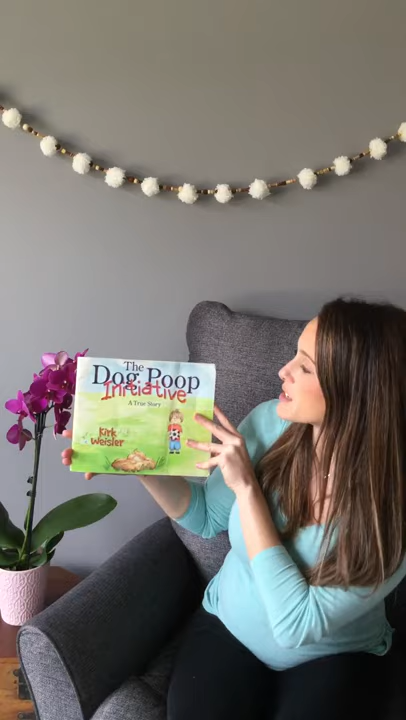 The
Dog Poop
Initiative
A True Story
Kirk
Weisler